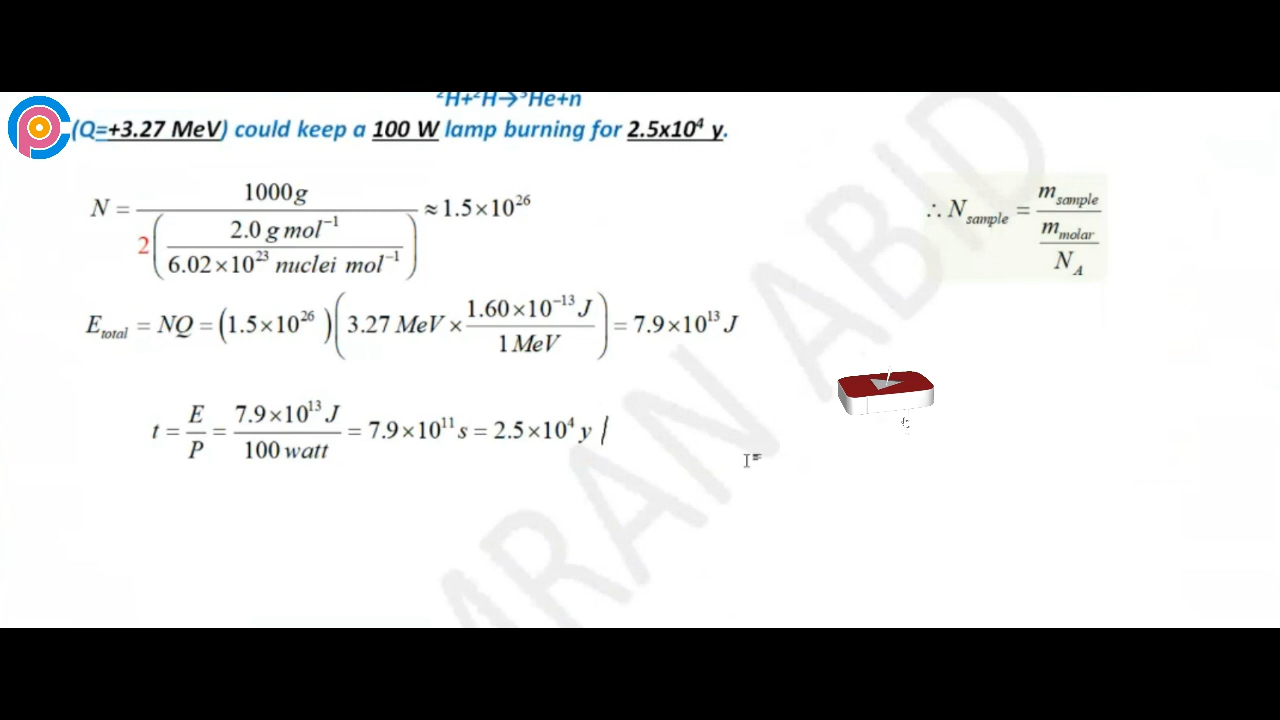 ²H+²H→³He+n
(Q=+3.27 MeV) could keep a 100 W lamp burning for 2.5x10⁴ y.
N = 1000g / 2(2.0 g mol⁻¹ / 6.02×10²³ nuclei mol⁻¹) ≈ 1.5×10²⁶
∴ N_sample = m_sample / (m_molar / N_A)
E_total = NQ = (1.5×10²⁶)(3.27 MeV × 1.60×10⁻¹³ J / 1 MeV) = 7.9×10¹³ J
t = E / P = 7.9×10¹³ J / 100 watt = 7.9×10¹¹ s = 2.5×10⁴ y
RAN ABID